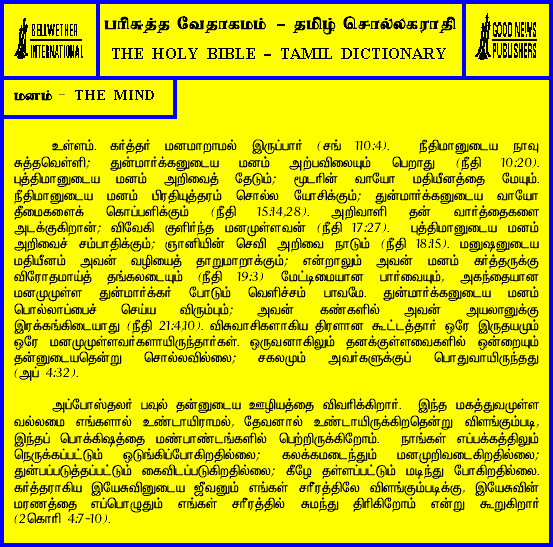 BELLWETHER
INTERNATIONAL
பரிசுத்த வேதாகமம் - தமிழ் சொல்லகராதி
THE HOLY BIBLE - TAMIL DICTIONARY
GOOD NEWS
PUBLISHERS
மனம் - THE MIND
உள்ளம். கர்த்தர் மனமாறாமல் இருப்பார் (சங் 110:4). நீதிமானுடைய நாவு
சுத்தவெள்ளி; துன்மார்க்கனுடைய மனம் அற்பவிலையும் பெறாது (நீதி 10:20).
புத்திமானுடைய மனம் அறிவைத் தேடும்; மூடரின் வாயோ மதியீனத்தை மேயும்.
நீதிமானுடைய மனம் பிரதியுத்தரம் சொல்ல யோசிக்கும்; துன்மார்க்கனுடைய வாயோ
தீமைகளைக் கொப்பளிக்கும் (நீதி 15:14,28). அறிவாளி தன் வார்த்தைகளை
அடக்குகிறான்; விவேகி குளிர்ந்த மனமுள்ளவன் (நீதி 17:27). புத்திமானுடைய மனம்
அறிவைச் சம்பாதிக்கும்; ஞானியின் செவி அறிவை நாடும் (நீதி 18:15). மனுஷனுடைய
மதியீனம் அவன் வழியைத் தாறுமாறாக்கும்; என்றாலும் அவன் மனம் கர்த்தருக்கு
விரோதமாய்த் தாங்கலடையும் (நீதி 19:3) மேட்டிமையான பார்வையும், அகந்தையான
மனமுமுள்ள துன்மார்க்கர் போடும் வெளிச்சம் பாவமே. துன்மார்க்கனுடைய மனம்
பொல்லாப்பைச் செய்ய விரும்பும்; அவன் கண்களில் அவன் அயலானுக்கு
இரக்கங்கிடையாது (நீதி 21:4,10). விசுவாசிகளாகிய திரளான கூட்டத்தார் ஒரே இருதயமும்
ஒரே மனமுமுள்ளவர்களாயிருந்தார்கள். ஒருவனாகிலும் தனக்குள்ளவைகளில் ஒன்றையும்
தன்னுடையதென்று சொல்லவில்லை; சகலமும் அவர்களுக்குப் பொதுவாயிருந்தது
(அப் 4:32).
அப்போஸ்தலர் பவுல் தன்னுடைய ஊழியத்தை விவரிக்கிறார். இந்த மகத்துவமுள்ள
வல்லமை எங்களால் உண்டாயிராமல், தேவனால் உண்டாயிருக்கிறதென்று விளங்கும்படி,
இந்தப் பொக்கிஷத்தை மண்பாண்டங்களில் பெற்றிருக்கிறோம். நாங்கள் எப்பக்கத்திலும்
நெருக்கப்பட்டும் ஒடுங்கிப்போகிறதில்லை; கலக்கமடைந்தும் மனமுறிவடைகிறதில்லை;
துன்பப்படுத்தப்பட்டும் கைவிடப்படுகிறதில்லை; கீழே தள்ளப்பட்டும் மடிந்து போகிறதில்லை.
கர்த்தராகிய இயேசுவினுடைய ஜீவனும் எங்கள் சரீரத்திலே விளங்கும்படிக்கு, இயேசுவின்
மரணத்தை எப்பொழுதும் எங்கள் சரீரத்தில் சுமந்து திரிகிறோம் என்று கூறுகிறார்
(2கொரி 4:7-10).